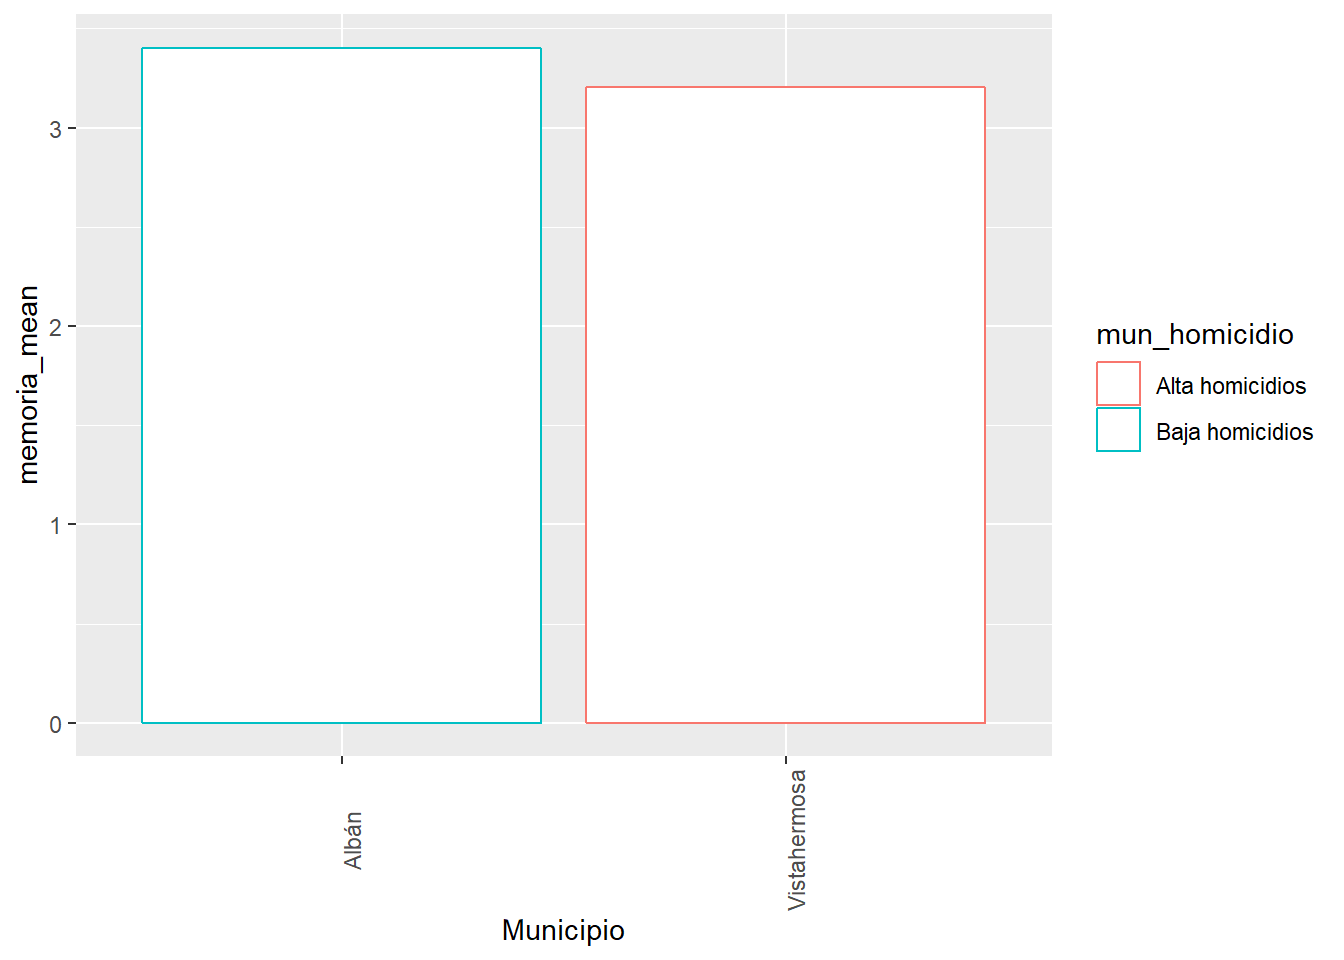 memoria_mean
3
2
1
0
Albán
Vistahermosa
Municipio
mun_homicidio
Alta homicidios
Baja homicidios